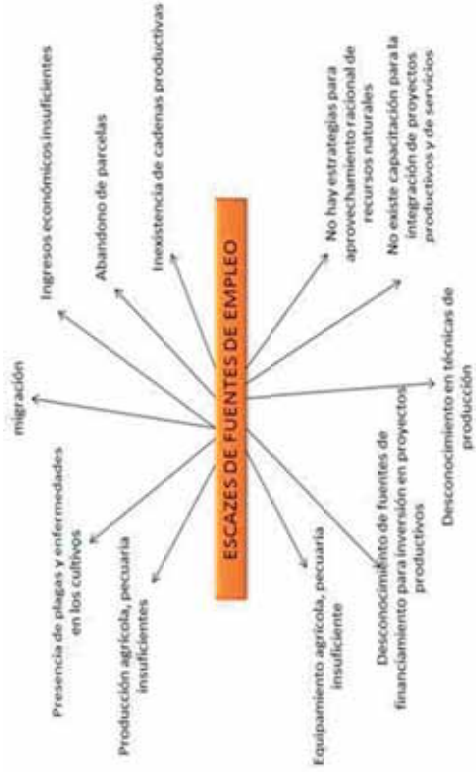 migración
Ingresos económicos insuficientes
Abandono de parcelas
Inexistencia de cadenas productivas
Presencia de plagas y enfermedades
en los cultivos
Producción agrícola, pecuaria
insuficientes
ESCAZES DE FUENTES DE EMPLEO
Equipamiento agrícola, pecuaria
insuficiente
Desconocimiento de fuentes de
financiamiento para inversión en proyectos
productivos
Desconocimiento en técnicas de
producción
No hay estrategias para
aprovechamiento racional de
recursos naturales
No existe capacitación para la
integración de proyectos
productivos y de servicios